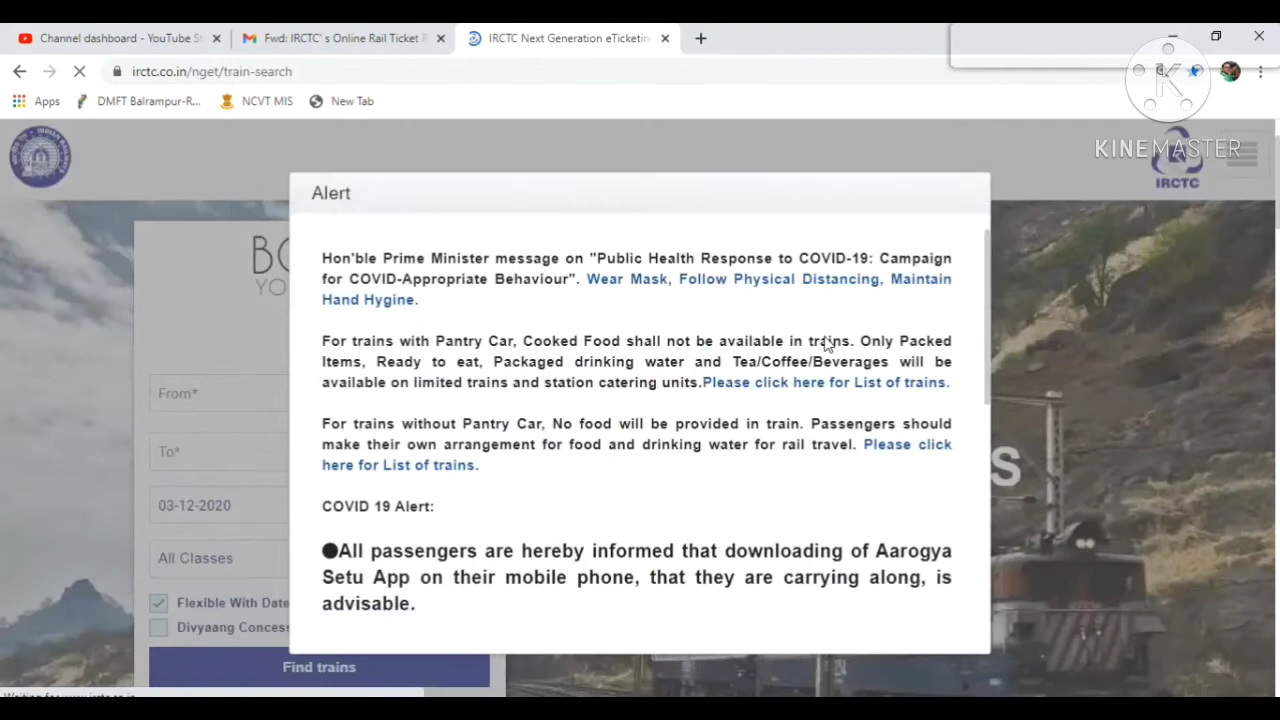 Channel dashboard - YouTube S
Fwd: IRCTC' s Online Rail Ticket R
IRCTC Next Generation eTicketin
irctc.co.in/nget/train-search
Apps
DMFT Balrampur-R...
NCVT MIS
New Tab
K
KINEMASTER
IRCTC
Alert
Hon'ble Prime Minister message on "Public Health Response to COVID-19: Campaign
for COVID-Appropriate Behaviour". Wear Mask, Follow Physical Distancing, Maintain
Hand Hygine.
For trains with Pantry Car, Cooked Food shall not be available in trains. Only Packed
Items, Ready to eat, Packaged drinking water and Tea/Coffee/Beverages will be
available on limited trains and station catering units.Please click here for List of trains.
For trains without Pantry Car, No food will be provided in train. Passengers should
make their own arrangement for food and drinking water for rail travel. Please click
here for List of trains.
COVID 19 Alert:
●All passengers are hereby informed that downloading of Aarogya
Setu App on their mobile phone, that they are carrying along, is
advisable.
BO
YO
From*
To*
03-12-2020
All Classes
Flexible With Date
Divyaang Concess
Find trains
S